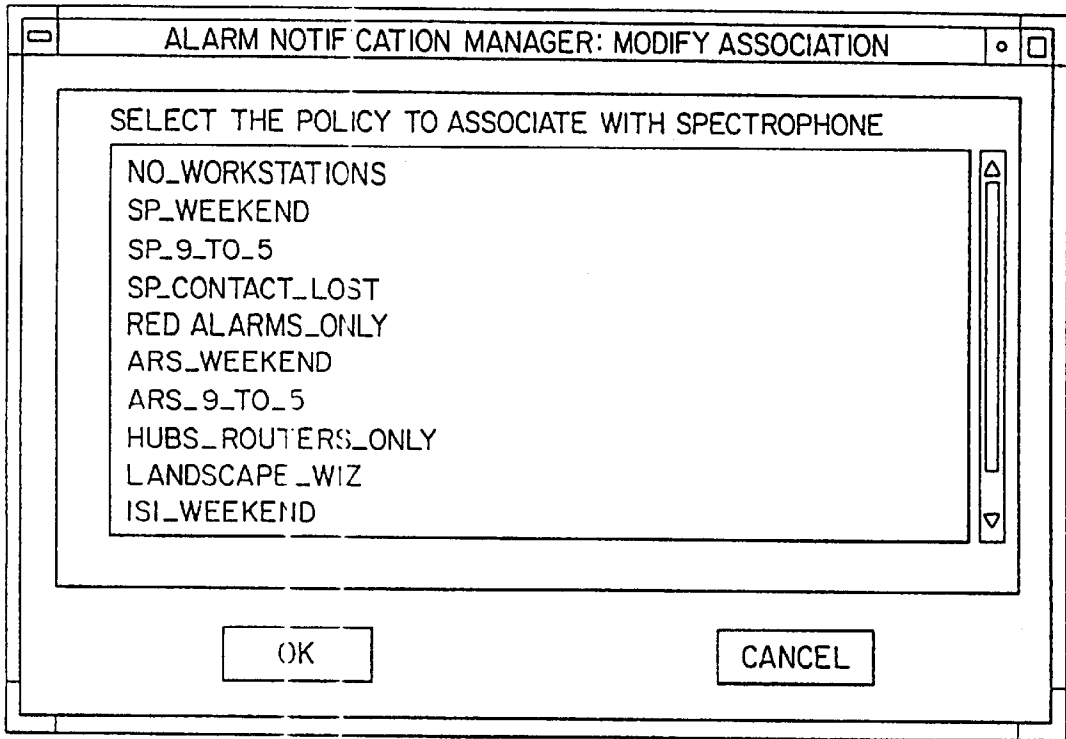 ALARM NOTIFICATION MANAGER: MODIFY ASSOCIATION
SELECT THE POLICY TO ASSOCIATE WITH SPECTROPHONE
NO_WORKSTATIONS
SP_WEEKEND
SP_9_TO_5
SP_CONTACT_LOST
RED ALARMS_ONLY
ARS_WEEKEND
ARS_9_TO_5
HUBS_ROUTERS_ONLY
LANDSCAPE_WIZ
ISI_WEEKEND
OK
CANCEL